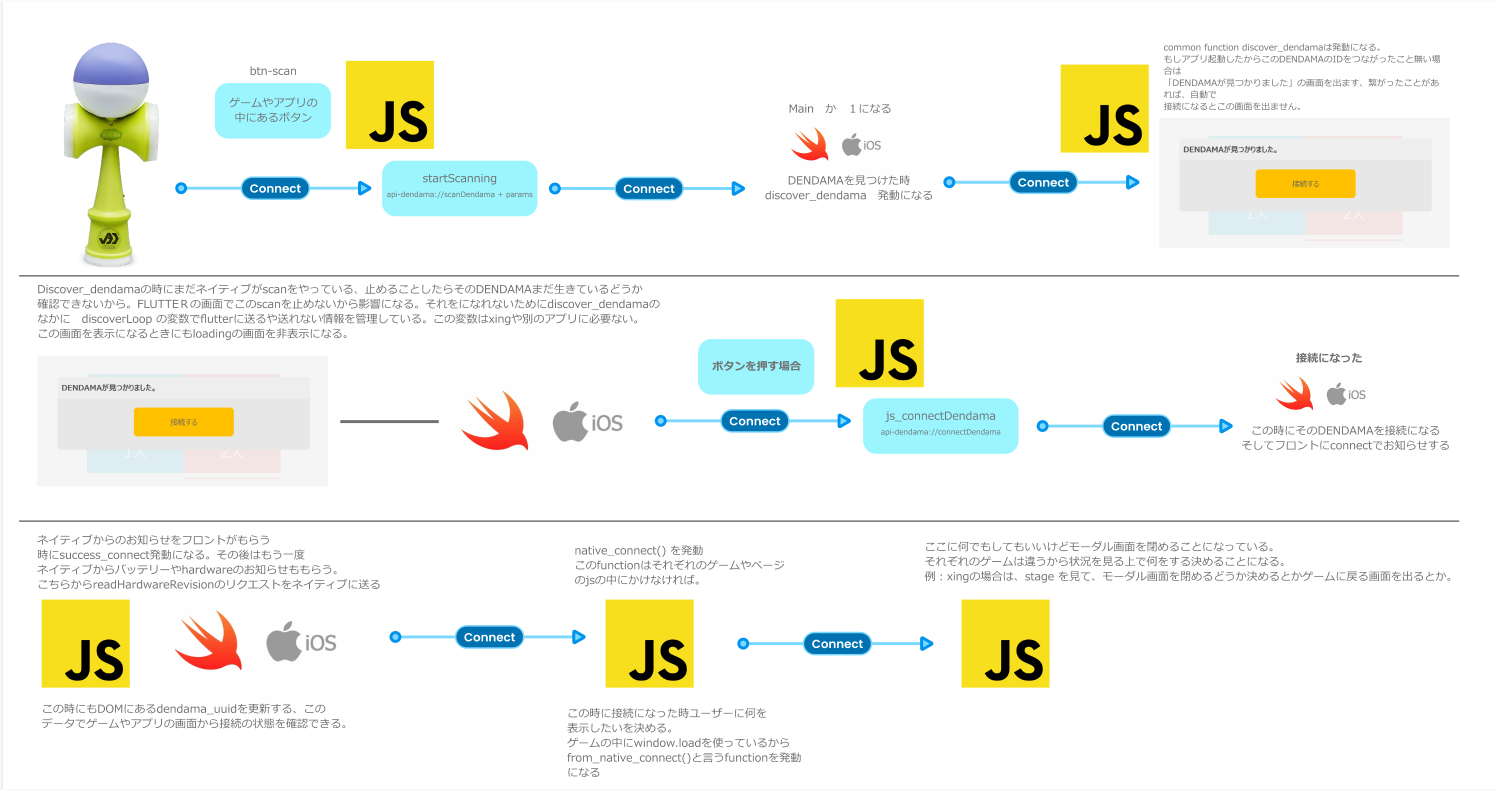 btn-scan
ゲームやアプリの
中にあるボタン
JS
Connect
startScanning
api-dendama://scanDendama + params
Connect
Main か 1 になる
iOS
DENDAMAを見つけた時
discover_dendama 発動になる
Connect
JS
common function discover_dendamaは発動になる。
もしアプリ起動したからこのDENDAMAのIDをつながったこと無い場
合は
「DENDAMAが見つかりました」の画面を出ます、繋がったことがあ
れば、自動で
接続になるとこの画面を出ません。
DENDAMAが見つかりました。
接続する
1人 2人
Discover_dendamaの時にまだネイティブがscanをやっている、止めることしたらそのDENDAMAまだ生きているどうか
確認できないから。FLUTTERの画面でこのscanを止めないから影響になる。それをになれないためにdiscover_dendamaの
なかに discoverLoop の変数でflutterに送るや送れない情報を管理している。この変数はxingや別のアプリに必要ない。
この画面を表示になるときにもloadingの画面を非表示になる。
DENDAMAが見つかりました。
接続する
1人 2人
iOS
ボタンを押す場合
JS
Connect
js_connectDendama
api-dendama://connectDendama
Connect
接続になった
iOS
この時にそのDENDAMAを接続になる
そしてフロントにconnectでお知らせする
ネイティブからのお知らせをフロントがもらう
時にsuccess_connect発動になる。その後はもう一度
ネイティブからバッテリーやhardwareのお知らせももらう。
こちらからreadHardwareRevisionのリクエストをネイティブに送る
JS
iOS
この時にもDOMにあるdendama_uuidを更新する、この
データでゲームやアプリの画面から接続の状態を確認できる。
Connect
native_connect() を発動
このfunctionはそれぞれのゲームやページ
のjsの中にかけなければ。
JS
この時に接続になった時ユーザーに何を
表示したいを決める。
ゲームの中にwindow.loadを使っているから
from_native_connect()と言うfunctionを発動
になる
Connect
ここに何でもしてもいいけどモーダル画面を閉めることになっている。
それぞれのゲームは違うから状況を見る上で何をする決めることになる。
例：xingの場合は、stage を見て、モーダル画面を閉めるどうか決めるとかゲームに戻る画面を出るとか。
JS